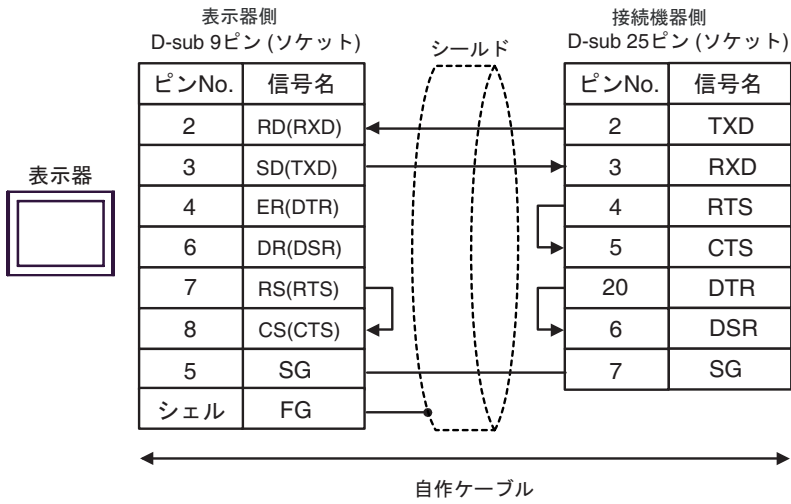 表示器側
D-sub 9ピン (ソケット)
シールド
接続機器側
D-sub 25ピン (ソケット)
表示器
ピンNo. 信号名
2 RD(RXD)
3 SD(TXD)
4 ER(DTR)
6 DR(DSR)
7 RS(RTS)
8 CS(CTS)
5 SG
シェル FG
ピンNo. 信号名
2 TXD
3 RXD
4 RTS
5 CTS
20 DTR
6 DSR
7 SG
自作ケーブル